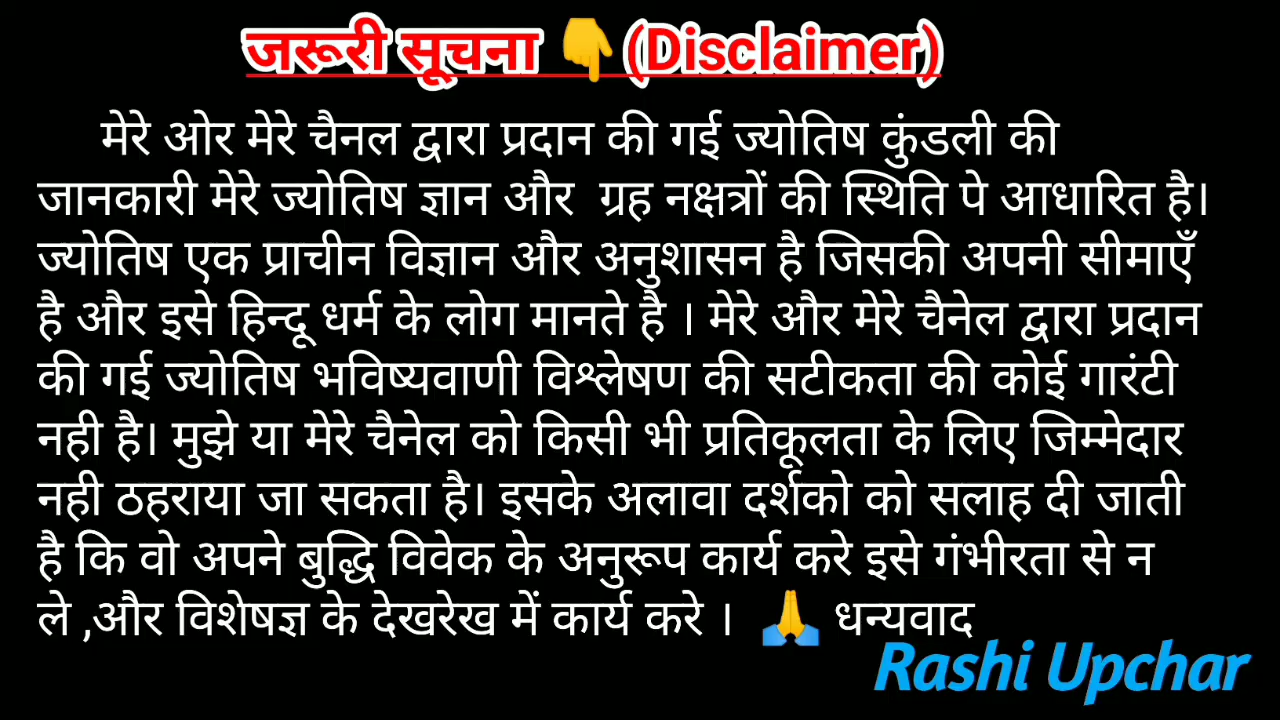 जरूरी सूचना 👇 (Disclaimer)
मेरे ओर मेरे चैनल द्वारा प्रदान की गई ज्योतिष कुंडली की
जानकारी मेरे ज्योतिष ज्ञान और ग्रह नक्षत्रों की स्थिति पे आधारित है।
ज्योतिष एक प्राचीन विज्ञान और अनुशासन है जिसकी अपनी सीमाएँ
है और इसे हिन्दू धर्म के लोग मानते है । मेरे और मेरे चैनेल द्वारा प्रदान
की गई ज्योतिष भविष्यवाणी विश्लेषण की सटीकता की कोई गारंटी
नही है। मुझे या मेरे चैनेल को किसी भी प्रतिकूलता के लिए जिम्मेदार
नही ठहराया जा सकता है। इसके अलावा दर्शको को सलाह दी जाती
है कि वो अपने बुद्धि विवेक के अनुरूप कार्य करे इसे गंभीरता से न
ले ,और विशेषज्ञ के देखरेख में कार्य करे । 🙏 धन्यवाद
Rashi Upchar